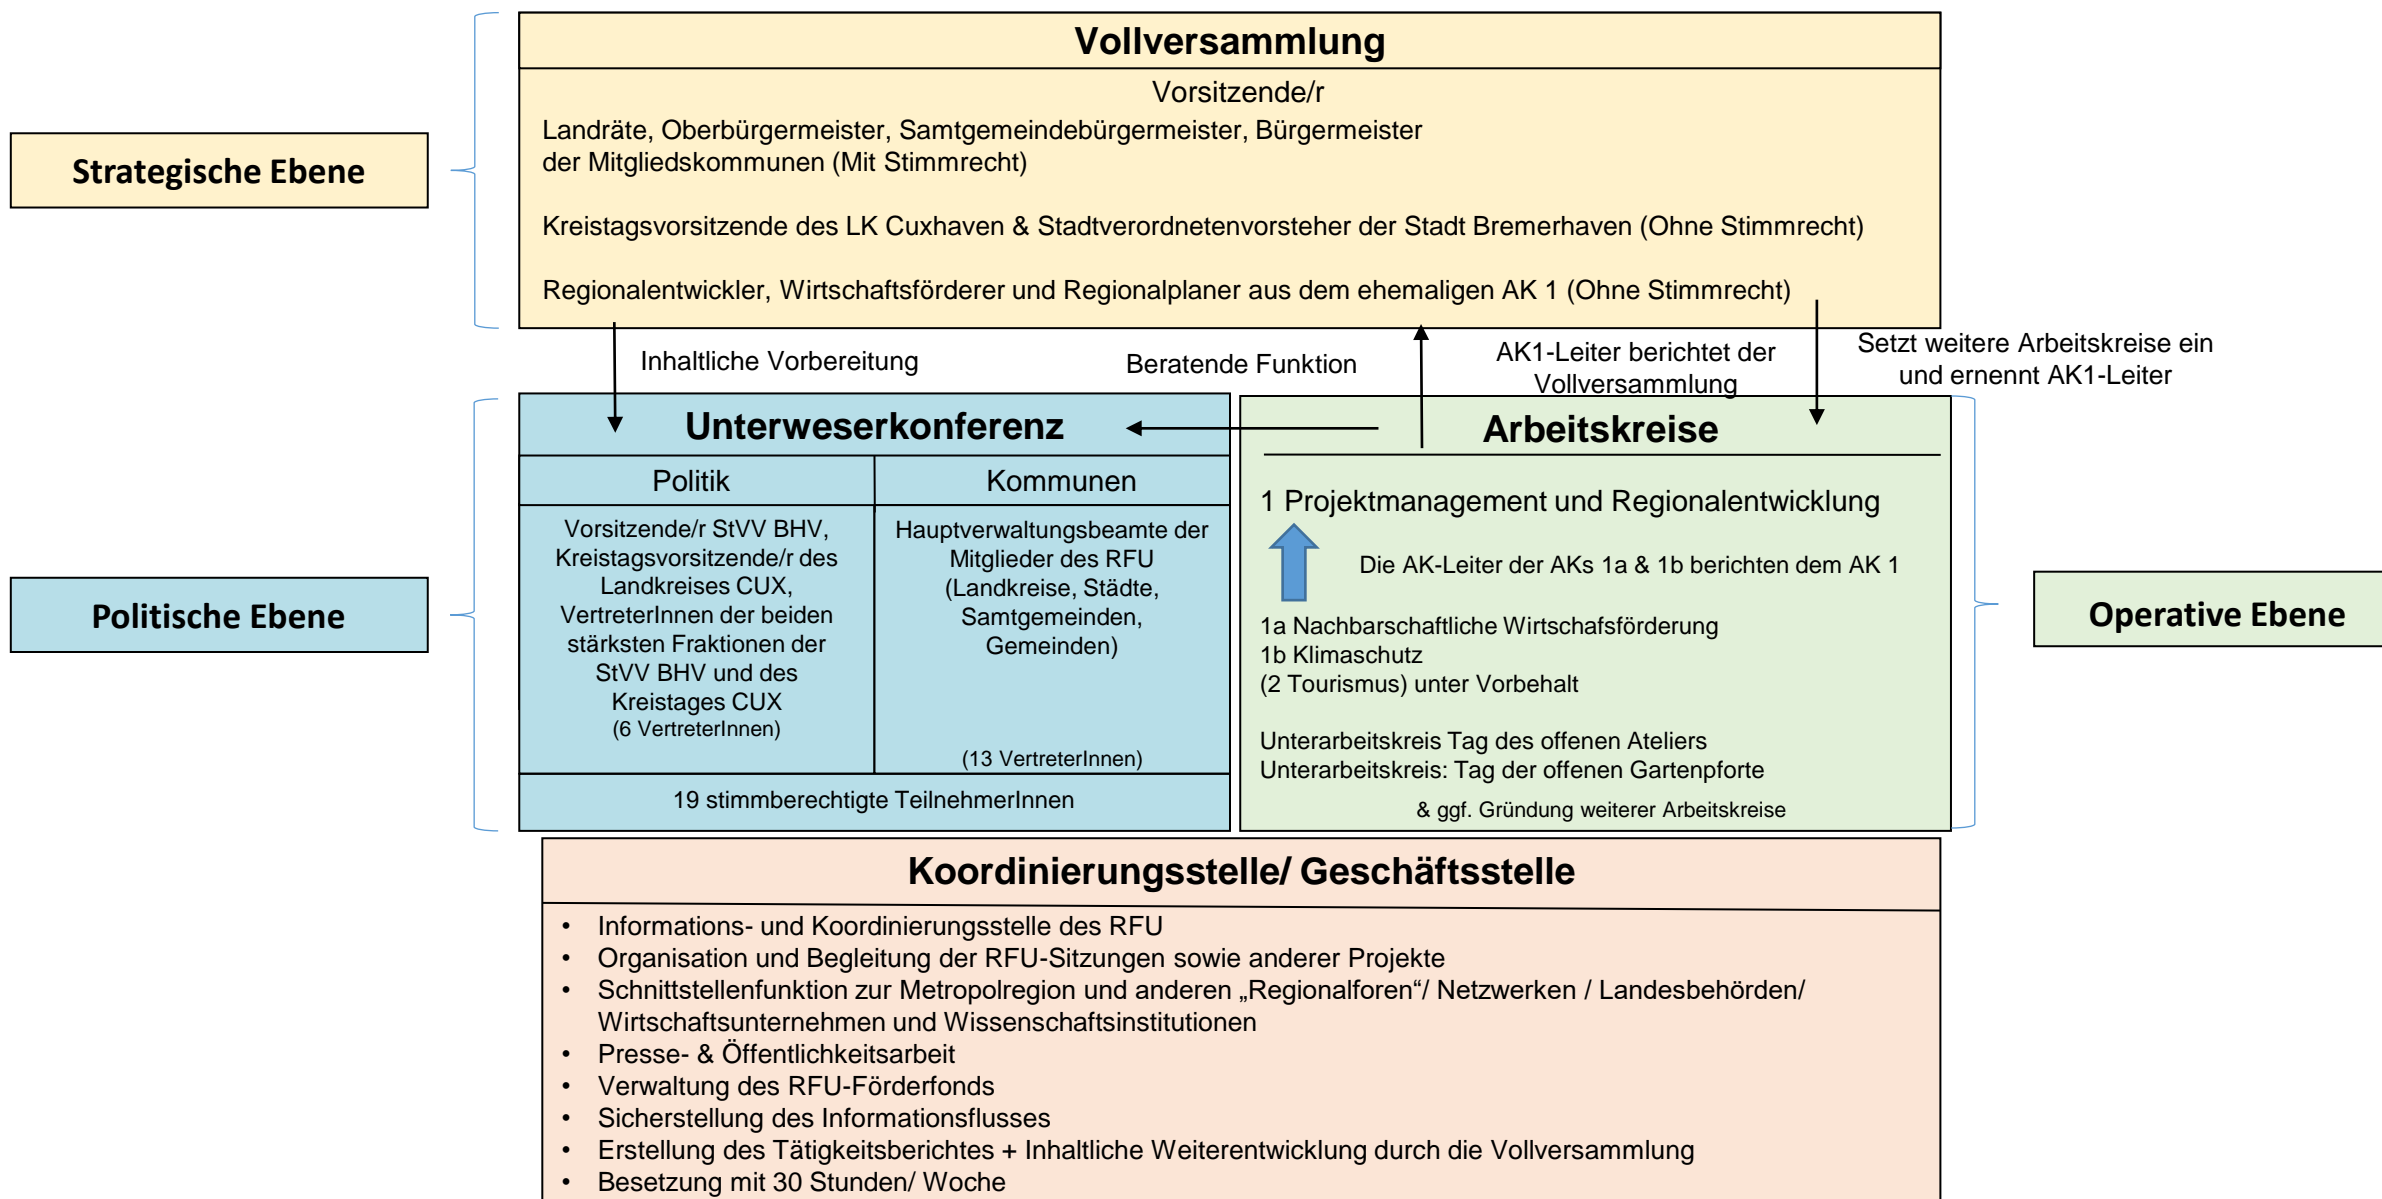 Vollversammlung
Vorsitzende/r
Landräte, Oberbürgermeister, Samtgemeindebürgermeister, Bürgermeister
der Mitgliedskommunen (Mit Stimmrecht)
Kreistagsvorsitzende des LK Cuxhaven & Stadtverordnetenvorsteher der Stadt Bremerhaven (Ohne Stimmrecht)
Regionalentwickler, Wirtschaftsförderer und Regionalplaner aus dem ehemaligen AK 1 (Ohne Stimmrecht)
Strategische Ebene
Inhaltliche Vorbereitung
Beratende Funktion
AK1-Leiter berichtet der
Vollversammlung
Setzt weitere Arbeitskreise ein
und ernennt AK1-Leiter
Politische Ebene
Unterweserkonferenz
Politik
Vorsitzende/r StVV BHV,
Kreistagsvorsitzende/r des
Landkreises CUX,
VertreterInnen der beiden
stärksten Fraktionen der
StVV BHV und des
Kreistages CUX
(6 VertreterInnen)
Kommunen
Hauptverwaltungsbeamte der
Mitglieder des RFU
(Landkreise, Städte,
Samtgemeinden,
Gemeinden)
(13 VertreterInnen)
19 stimmberechtigte TeilnehmerInnen
Arbeitskreise
1 Projektmanagement und Regionalentwicklung
Die AK-Leiter der AKs 1a & 1b berichten dem AK 1
1a Nachbarschaftliche Wirtschafsförderung
1b Klimaschutz
(2 Tourismus) unter Vorbehalt
Unterarbeitskreis Tag des offenen Ateliers
Unterarbeitskreis: Tag der offenen Gartenpforte
& ggf. Gründung weiterer Arbeitskreise
Operative Ebene
Koordinierungsstelle/ Geschäftsstelle
• Informations- und Koordinierungsstelle des RFU
• Organisation und Begleitung der RFU-Sitzungen sowie anderer Projekte
• Schnittstellenfunktion zur Metropolregion und anderen „Regionalforen“/ Netzwerken / Landesbehörden/
Wirtschaftsunternehmen und Wissenschaftsinstitutionen
• Presse- & Öffentlichkeitsarbeit
• Verwaltung des RFU-Förderfonds
• Sicherstellung des Informationsflusses
• Erstellung des Tätigkeitsberichtes + Inhaltliche Weiterentwicklung durch die Vollversammlung
• Besetzung mit 30 Stunden/ Woche